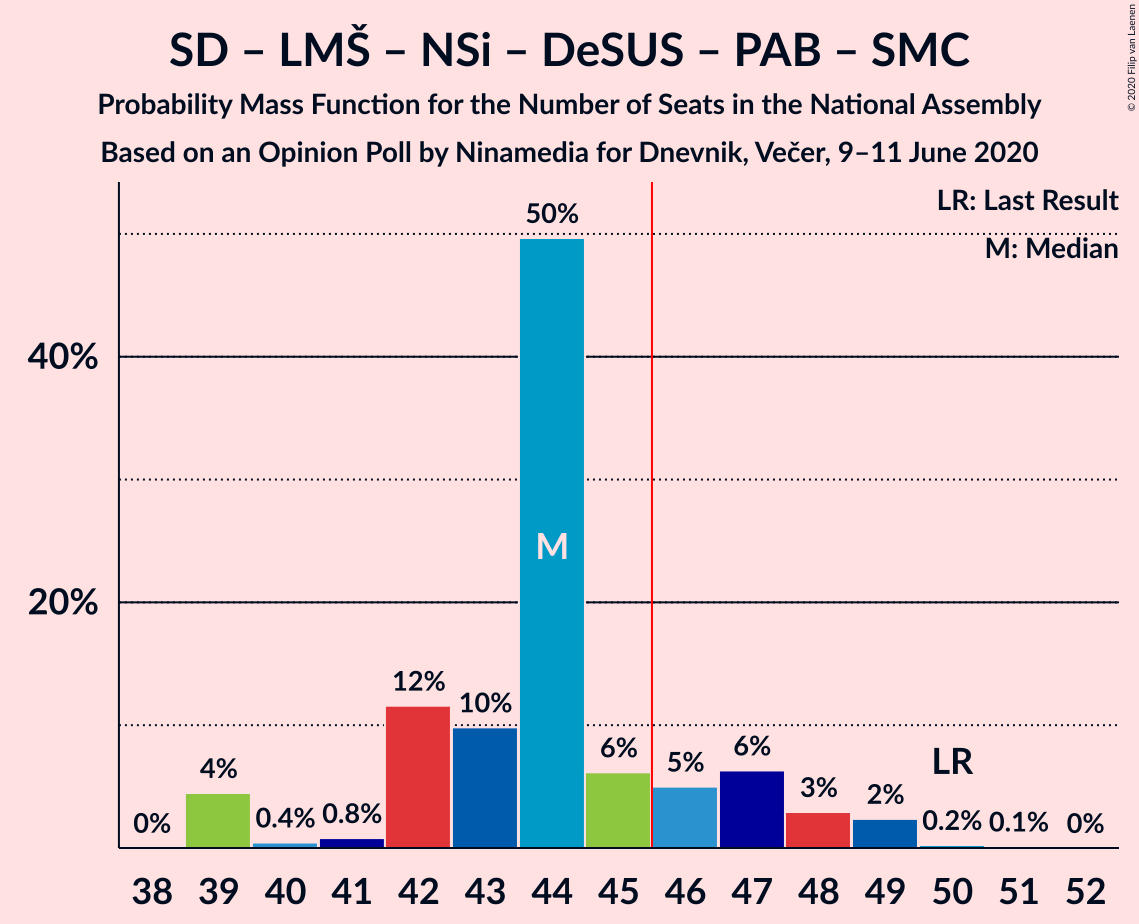 SD – LMŠ – NSi – DeSUS – PAB – SMC
Probability Mass Function for the Number of Seats in the National Assembly
Based on an Opinion Poll by Ninamedia for Dnevnik, Večer, 9–11 June 2020
© 2020 Filip van Laenen
LR: Last Result
M: Median
40%
20%
0%
4%
0.4%
0.8%
12%
10%
50%
M
6%
5%
6%
3%
2%
LR
0.2%
0.1%
0%
38 39 40 41 42 43 44 45 46 47 48 49 50 51 52